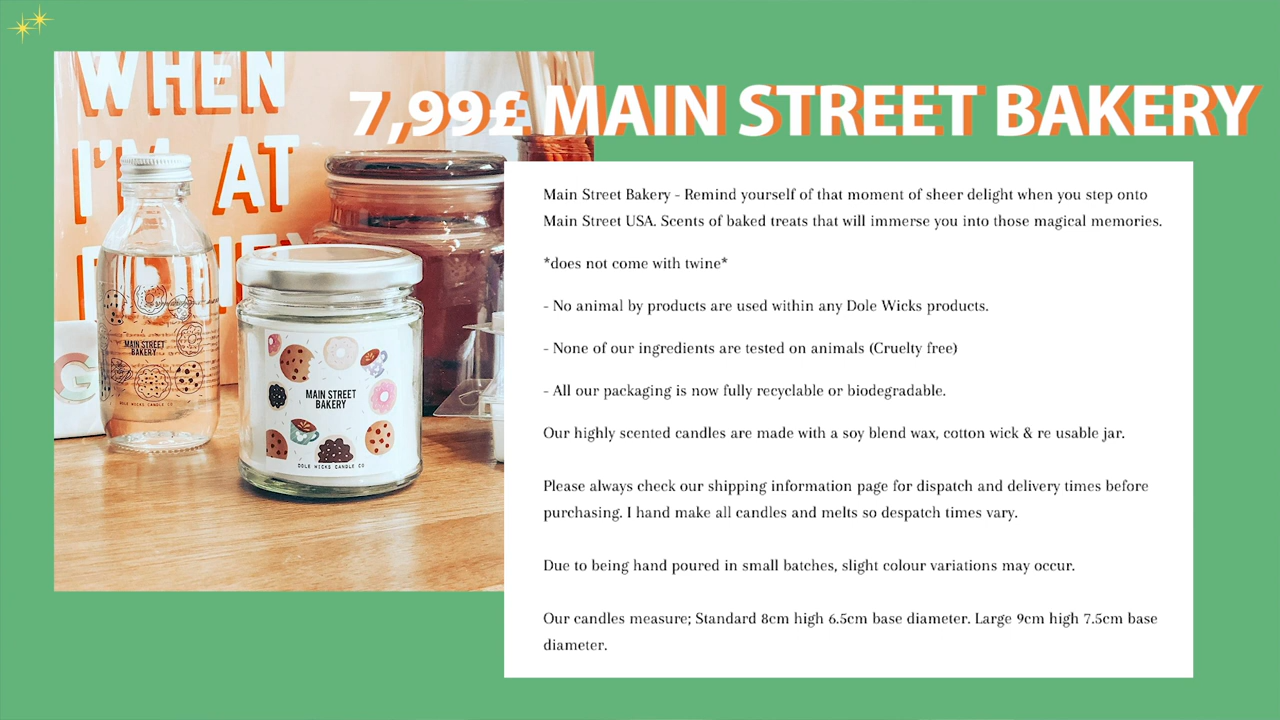 7,99£ MAIN STREET BAKERY
WHEN
I'M AT
G
MAIN STREET
BAKERY
DOLE WICKS CANDLE CO
MAIN STREET
BAKERY
DOLE WICKS CANDLE CO
Main Street Bakery - Remind yourself of that moment of sheer delight when you step onto
Main Street USA. Scents of baked treats that will immerse you into those magical memories.
*does not come with twine*
- No animal by products are used within any Dole Wicks products.
- None of our ingredients are tested on animals (Cruelty free)
- All our packaging is now fully recyclable or biodegradable.
Our highly scented candles are made with a soy blend wax, cotton wick & re usable jar.
Please always check our shipping information page for dispatch and delivery times before
purchasing. I hand make all candles and melts so despatch times vary.
Due to being hand poured in small batches, slight colour variations may occur.
Our candles measure; Standard 8cm high 6.5cm base diameter. Large 9cm high 7.5cm base
diameter.